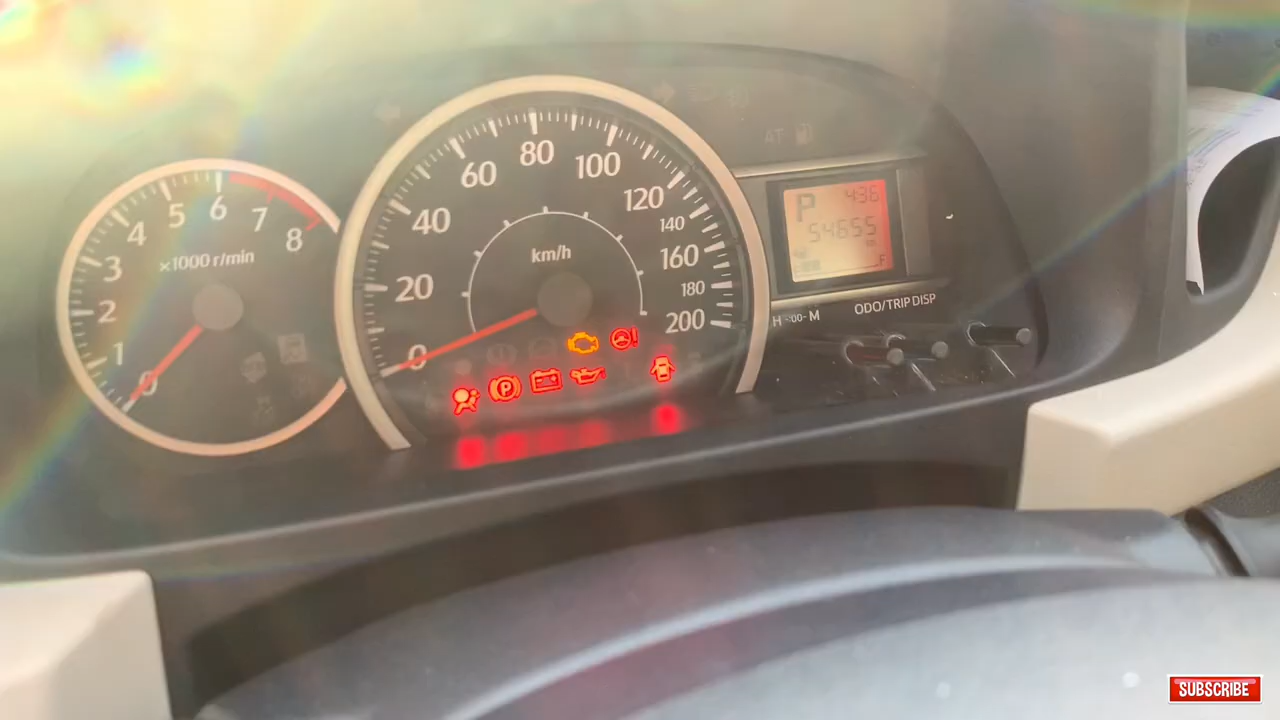 0 1 2 3 4 5 6 7 8
×1000 r/min
0 20 40 60 80 100 120 140 160 180 200
km/h
P
AT
P 436
54655
F
H -:00- M
ODO/TRIP DISP
SUBSCRIBE